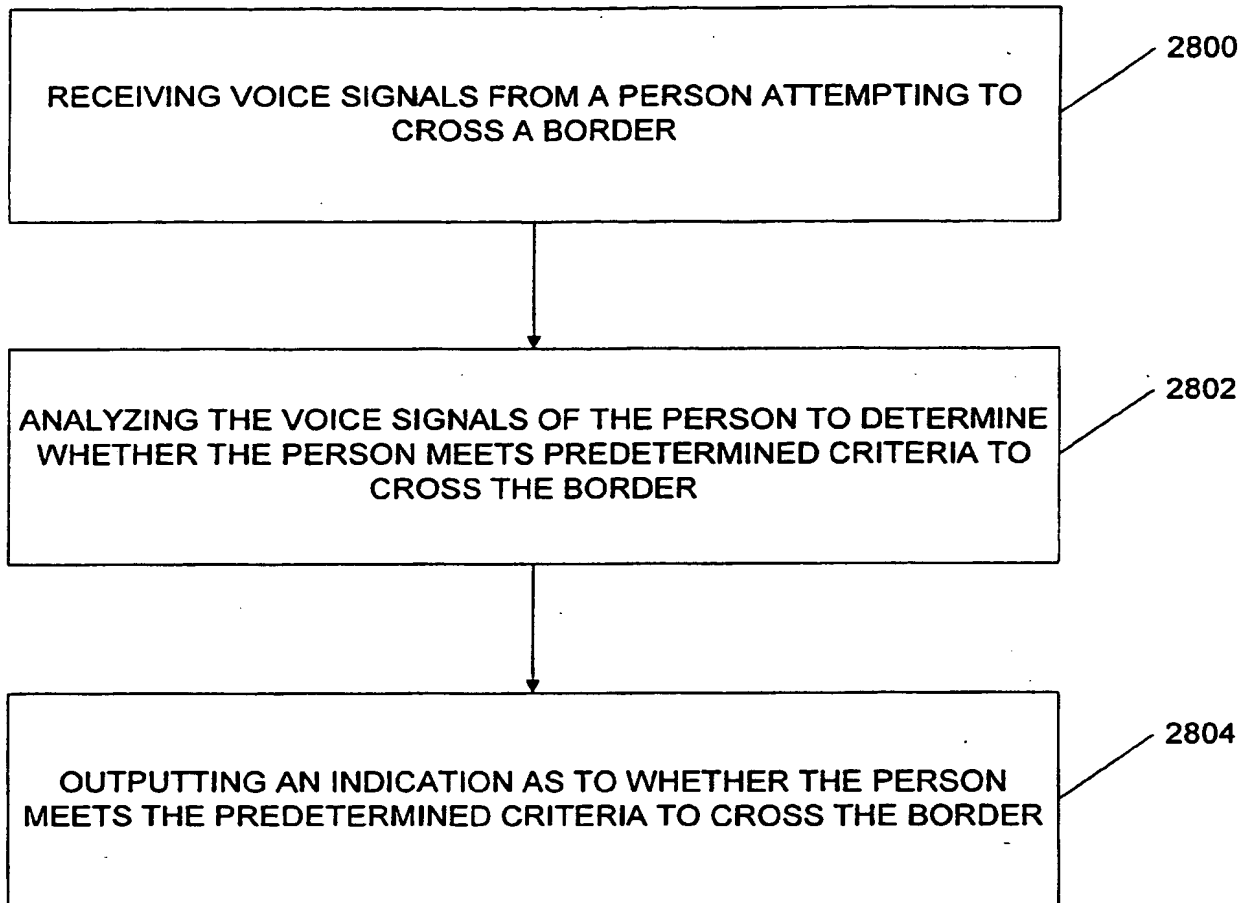 2800
RECEIVING VOICE SIGNALS FROM A PERSON ATTEMPTING TO
CROSS A BORDER
2802
ANALYZING THE VOICE SIGNALS OF THE PERSON TO DETERMINE
WHETHER THE PERSON MEETS PREDETERMINED CRITERIA TO
CROSS THE BORDER
2804
OUTPUTTING AN INDICATION AS TO WHETHER THE PERSON
MEETS THE PREDETERMINED CRITERIA TO CROSS THE BORDER